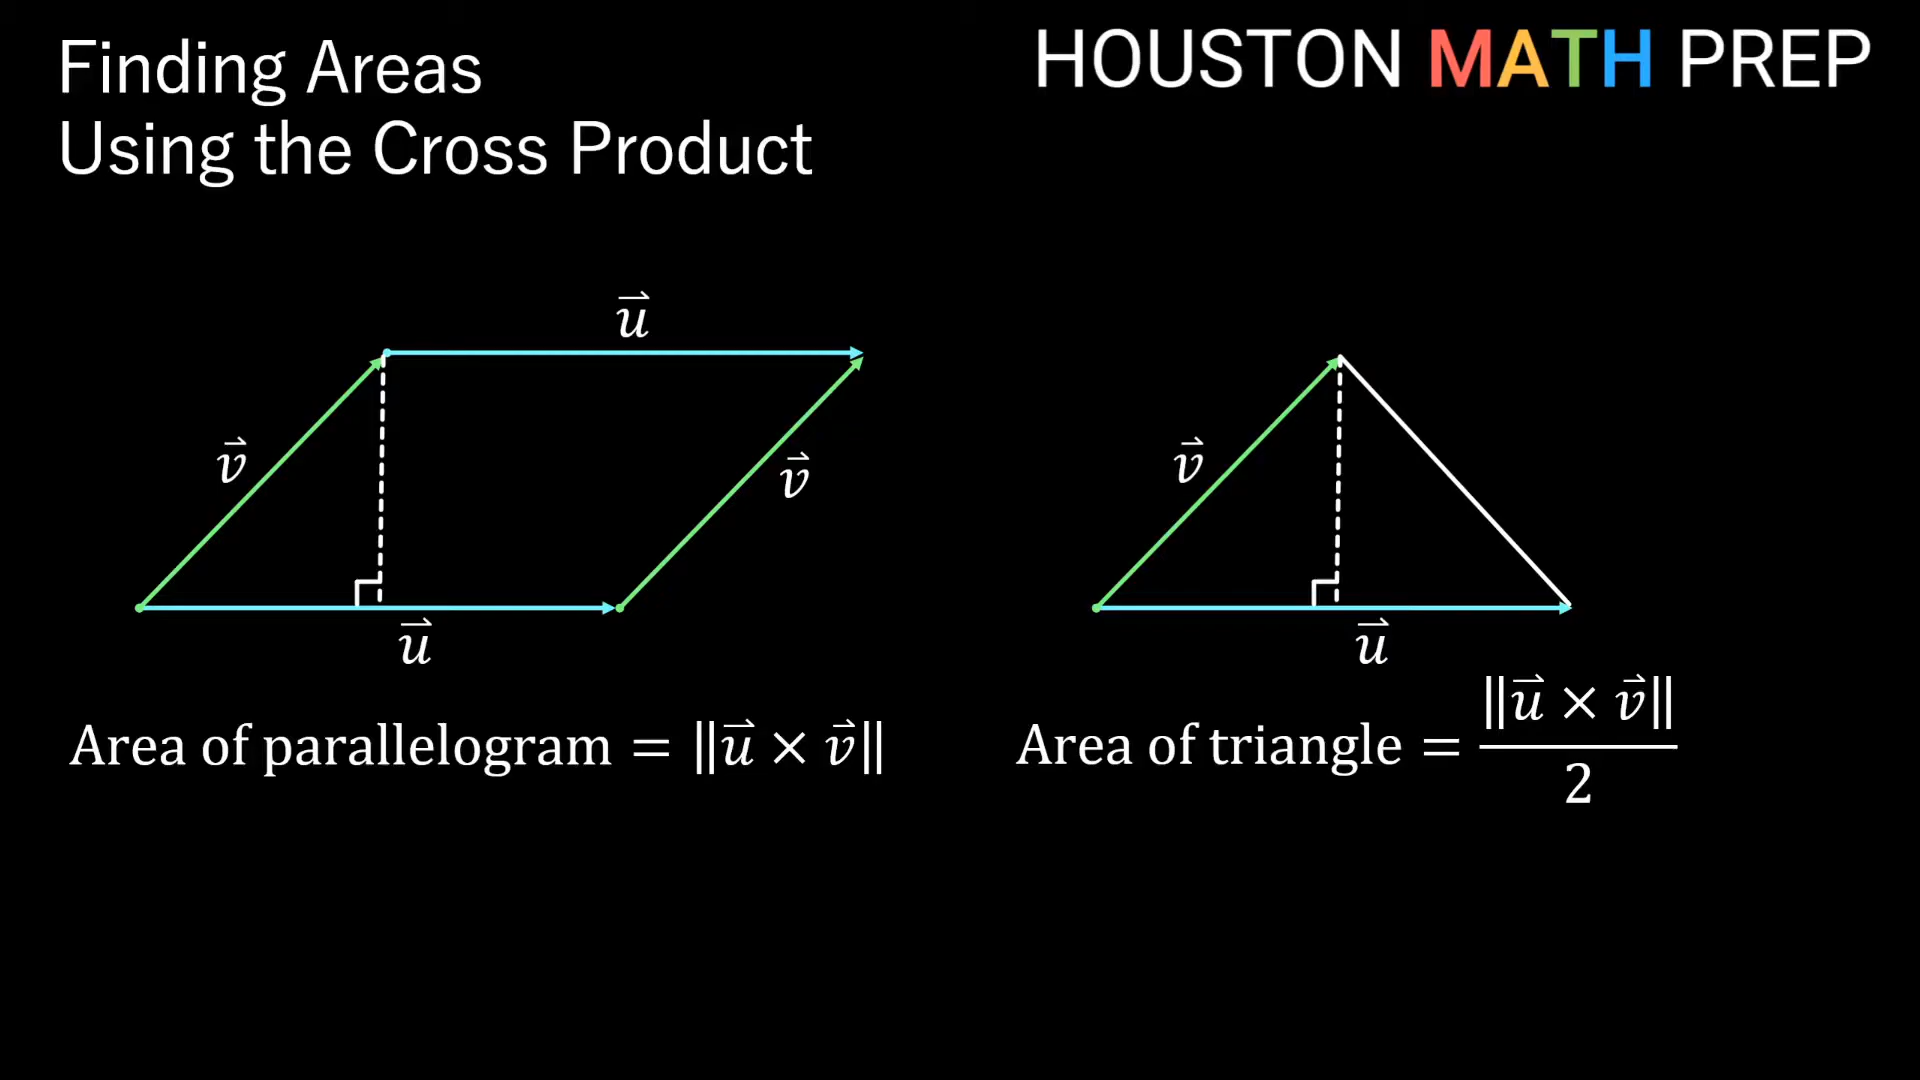 Finding Areas
Using the Cross Product
HOUSTON MATH PREP
u⃗
v⃗
v⃗
u⃗
Area of parallelogram = ‖u⃗ × v⃗‖
v⃗
u⃗
Area of triangle = ‖u⃗ × v⃗‖ / 2